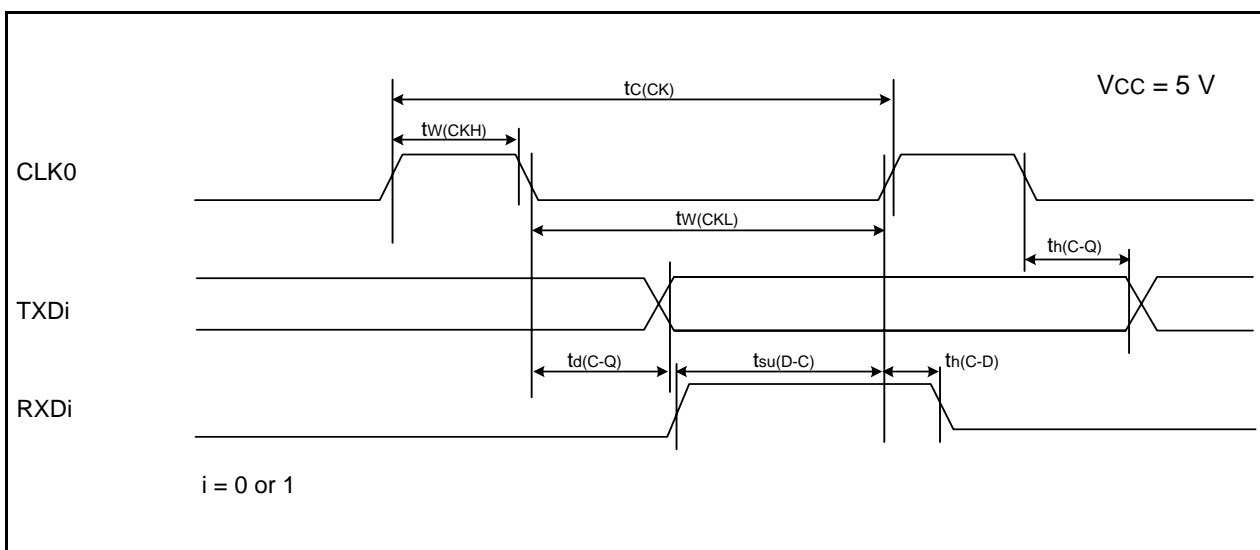 tC(CK)
VCC = 5 V
tW(CKH)
CLK0
tW(CKL)
th(C-Q)
TXDi
td(C-Q)
tsu(D-C)
th(C-D)
RXDi
i = 0 or 1